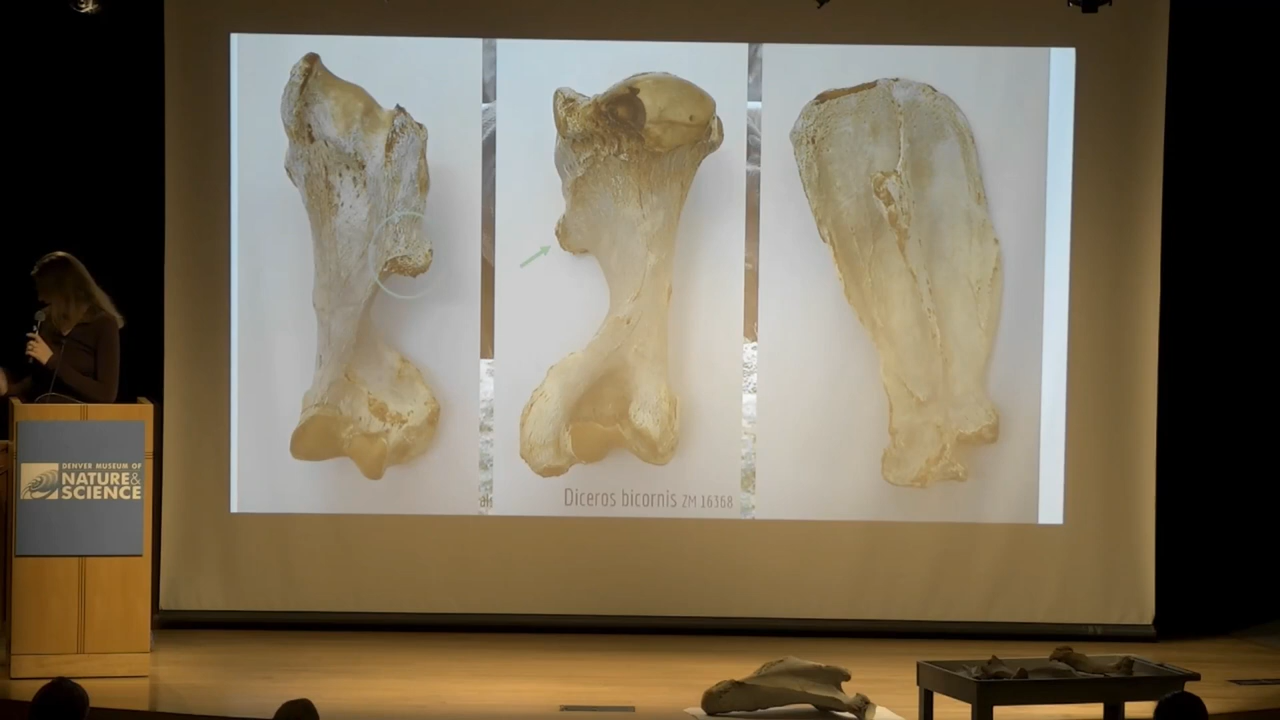 Diceros bicornis ZM 16368
DENVER MUSEUM OF
NATURE &
SCIENCE